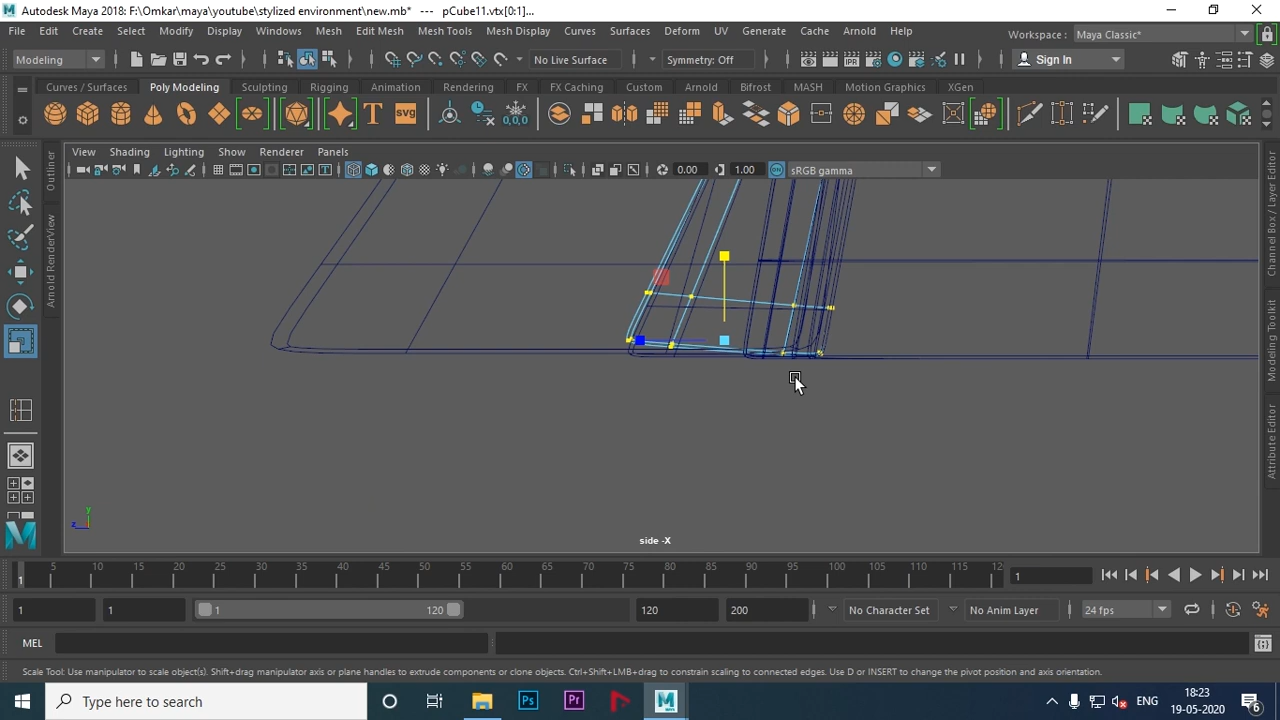 Autodesk Maya 2018: F:\Omkar\maya\youtube\stylized environment\new.mb* --- pCube11.vtx[0:1]...
File Edit Create Select Modify Display Windows Mesh Edit Mesh Mesh Tools Mesh Display Curves Surfaces Deform UV Generate Cache Arnold Help
Workspace : Maya Classic*
Modeling
No Live Surface
Symmetry: Off
Sign In
Curves / Surfaces Poly Modeling Sculpting Rigging Animation Rendering FX FX Caching Custom Arnold Bifrost MASH Motion Graphics XGen
SVG
0,0,0
View Shading Lighting Show Renderer Panels
0.00 1.00 ON sRGB gamma
Outliner
Arnold RenderView
Channel Box / Layer Editor
Modeling Toolkit
Attribute Editor
y
z
side -X
5 10 15 20 25 30 35 40 45 50 55 60 65 70 75 80 85 90 95 100 105 110 115 12
1
1
1 1 1 120 120 200 No Character Set No Anim Layer 24 fps
MEL
Scale Tool: Use manipulator to scale object(s). Shift+drag manipulator axis or plane handles to extrude components or clone objects. Ctrl+Shift+LMB+drag to constrain scaling to connected edges. Use D or INSERT to change the pivot position and axis orientation.
Type here to search
Ps
Pr
M
ENG
18:23
19-05-2020
6